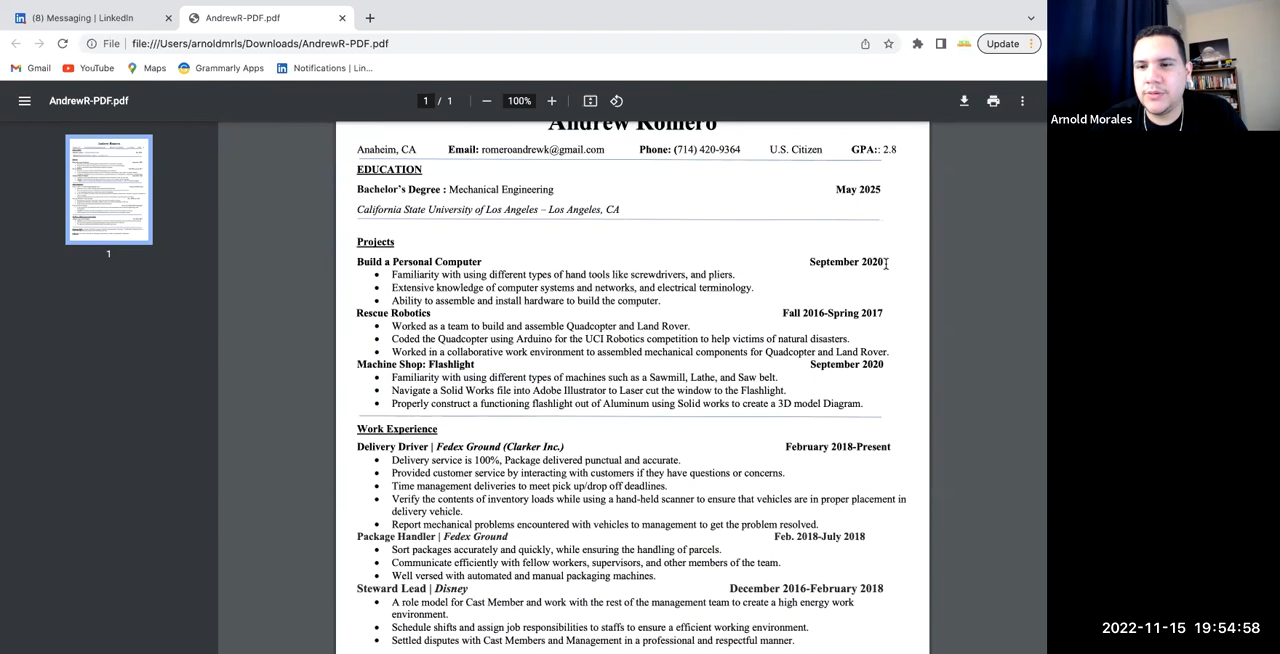 (8) Messaging | LinkedIn
AndrewR-PDF.pdf
File
file:///Users/arnoldmrls/Downloads/AndrewR-PDF.pdf
Update
Gmail
YouTube
Maps
Grammarly Apps
Notifications | Lin...
AndrewR-PDF.pdf
1 / 1
100%
Arnold Morales
1
Andrew Romero
Anaheim, CA Email: romenandrcwk@gmail.com Phone: (714) 420-9364 U.S. Citizen GPA:: 2.8
EDUCATION
Bachelor's Degree : Mechanical Engineering May 2025
California State University of Los Angeles – Los Angeles, CA
Projects
Build a Personal Computer September 2020
Familiarity with using different types of hand tools like screwdrivers, and pliers.
Extensive knowledge of computer systems and networks, and electrical terminology.
Ability to assemble and install hardware to build the computer.
Rescue Robotics Fall 2016-Spring 2017
Worked as a team to build and assemble Quadcopter and Land Rover.
Coded the Quadcopter using Arduino for the UCI Robotics competition to help victims of natural disasters.
Worked in a collaborative work environment to assembled mechanical components for Quadcopter and Land Rover.
Machine Shop: Flashlight September 2020
Familiarity with using different types of machines such as a Sawmill, Lathe, and Saw belt.
Navigate a Solid Works file into Adobe Illustrator to Laser cut the window to the Flashlight.
Properly construct a functioning flashlight out of Aluminum using Solid works to create a 3D model Diagram.
Work Experience
Delivery Driver | Fedex Ground (Clarker Inc.) February 2018-Present
Delivery service is 100%, Package delivered punctual and accurate.
Provided customer service by interacting with customers if they have questions or concerns.
Time management deliveries to meet pick up/drop off deadlines.
Verify the contents of inventory loads while using a hand-held scanner to ensure that vehicles are in proper placement in
delivery vehicle.
Report mechanical problems encountered with vehicles to management to get the problem resolved.
Package Handler | Fedex Ground Feb. 2018-July 2018
Sort packages accurately and quickly, while ensuring the handling of parcels.
Communicate efficiently with fellow workers, supervisors, and other members of the team.
Well versed with automated and manual packaging machines.
Steward Lead | Disney December 2016-February 2018
A role model for Cast Member and work with the rest of the management team to create a high energy work
environment.
Schedule shifts and assign job responsibilities to staffs to ensure a efficient working environment.
Settled disputes with Cast Members and Management in a professional and respectful manner.
2022-11-15 19:54:58